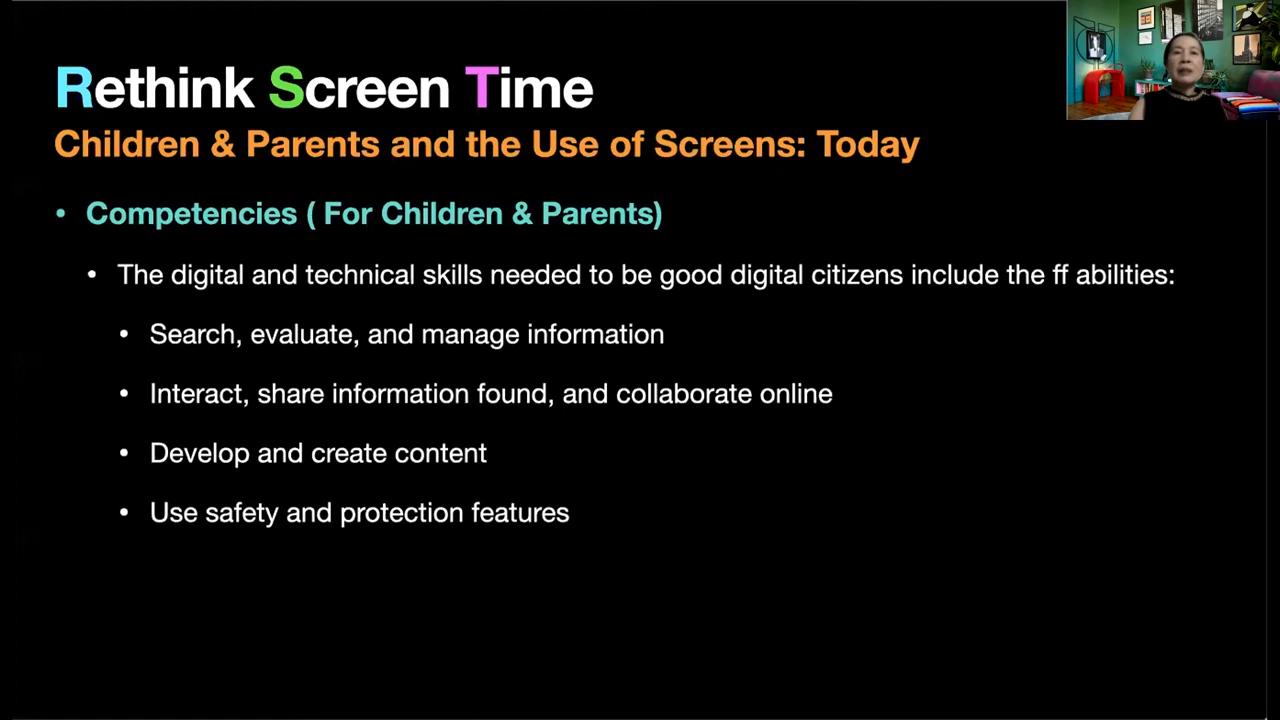 Rethink Screen Time
Children & Parents and the Use of Screens: Today
• Competencies ( For Children & Parents)
• The digital and technical skills needed to be good digital citizens include the ff abilities:
• Search, evaluate, and manage information
• Interact, share information found, and collaborate online
• Develop and create content
• Use safety and protection features